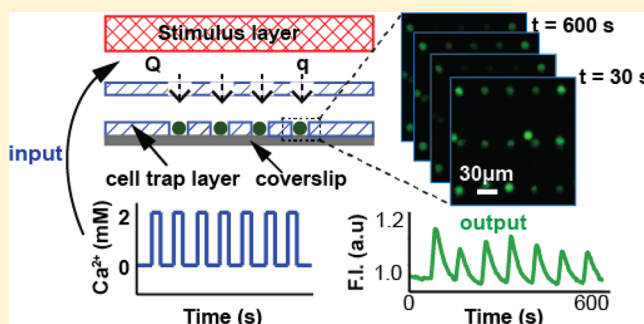 Stimulus layer
Q
q
input
cell trap layer
coverslip
t = 600 s
t = 30 s
30µm
Ca²⁺ (mM)
2
0
Time (s)
output
F.I. (a.u)
1.2
1.0
0
600
Time (s)